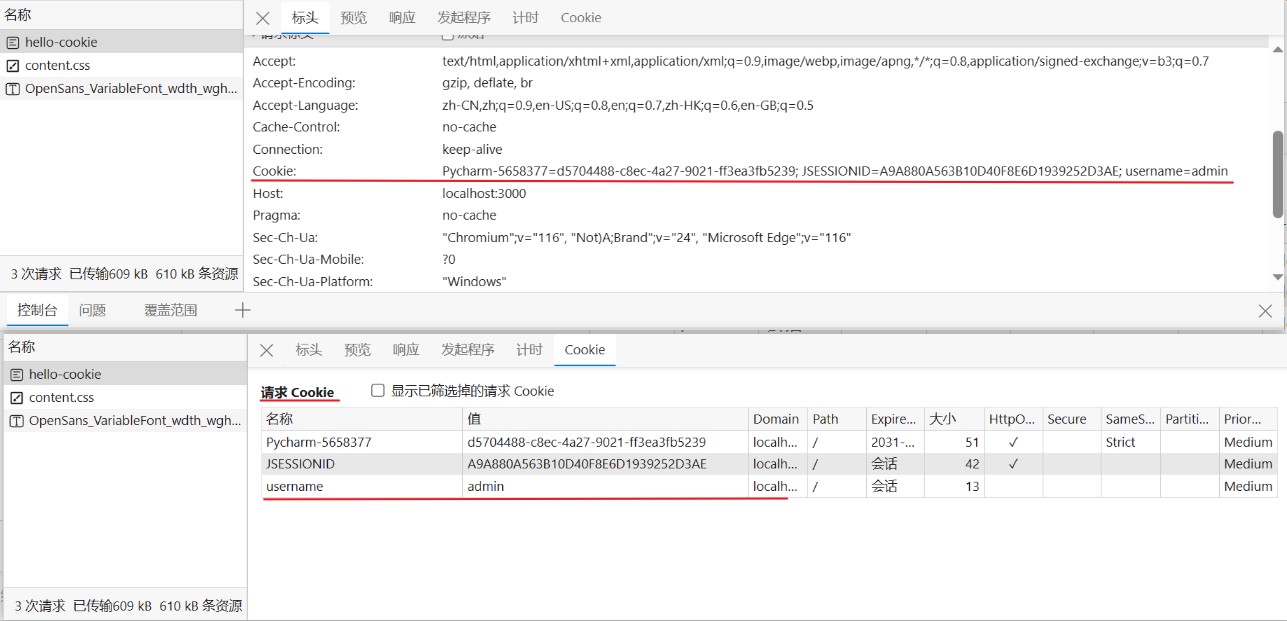 名称
hello-cookie
content.css
OpenSans_VariableFont_wdth_wgh...
3 次请求 已传输609 kB 610 kB 条资源
标头 预览 响应 发起程序 计时 Cookie
Accept: text/html,application/xhtml+xml,application/xml;q=0.9,image/webp,image/apng,*/*;q=0.8,application/signed-exchange;v=b3;q=0.7
Accept-Encoding: gzip, deflate, br
Accept-Language: zh-CN,zh;q=0.9,en-US;q=0.8,en;q=0.7,zh-HK;q=0.6,en-GB;q=0.5
Cache-Control: no-cache
Connection: keep-alive
Cookie: Pycharm-5658377=d5704488-c8ec-4a27-9021-ff3ea3fb5239; JSESSIONID=A9A880A563B10D40F8E6D1939252D3AE; username=admin
Host: localhost:3000
Pragma: no-cache
Sec-Ch-Ua: "Chromium";v="116", "Not)A;Brand";v="24", "Microsoft Edge";v="116"
Sec-Ch-Ua-Mobile: ?0
Sec-Ch-Ua-Platform: "Windows"
控制台 问题 覆盖范围
名称
hello-cookie
content.css
OpenSans_VariableFont_wdth_wgh...
3 次请求 已传输609 kB 610 kB 条资源
标头 预览 响应 发起程序 计时 Cookie
请求 Cookie 显示已筛选掉的请求 Cookie
名称 值 Domain Path Expire... 大小 HttpO... Secure SameS... Partiti... Prior...
Pycharm-5658377 d5704488-c8ec-4a27-9021-ff3ea3fb5239 localh... / 2031-... 51 ✓ Strict Medium
JSESSIONID A9A880A563B10D40F8E6D1939252D3AE localh... / 会话 42 ✓ Medium
username admin localh... / 会话 13 Medium